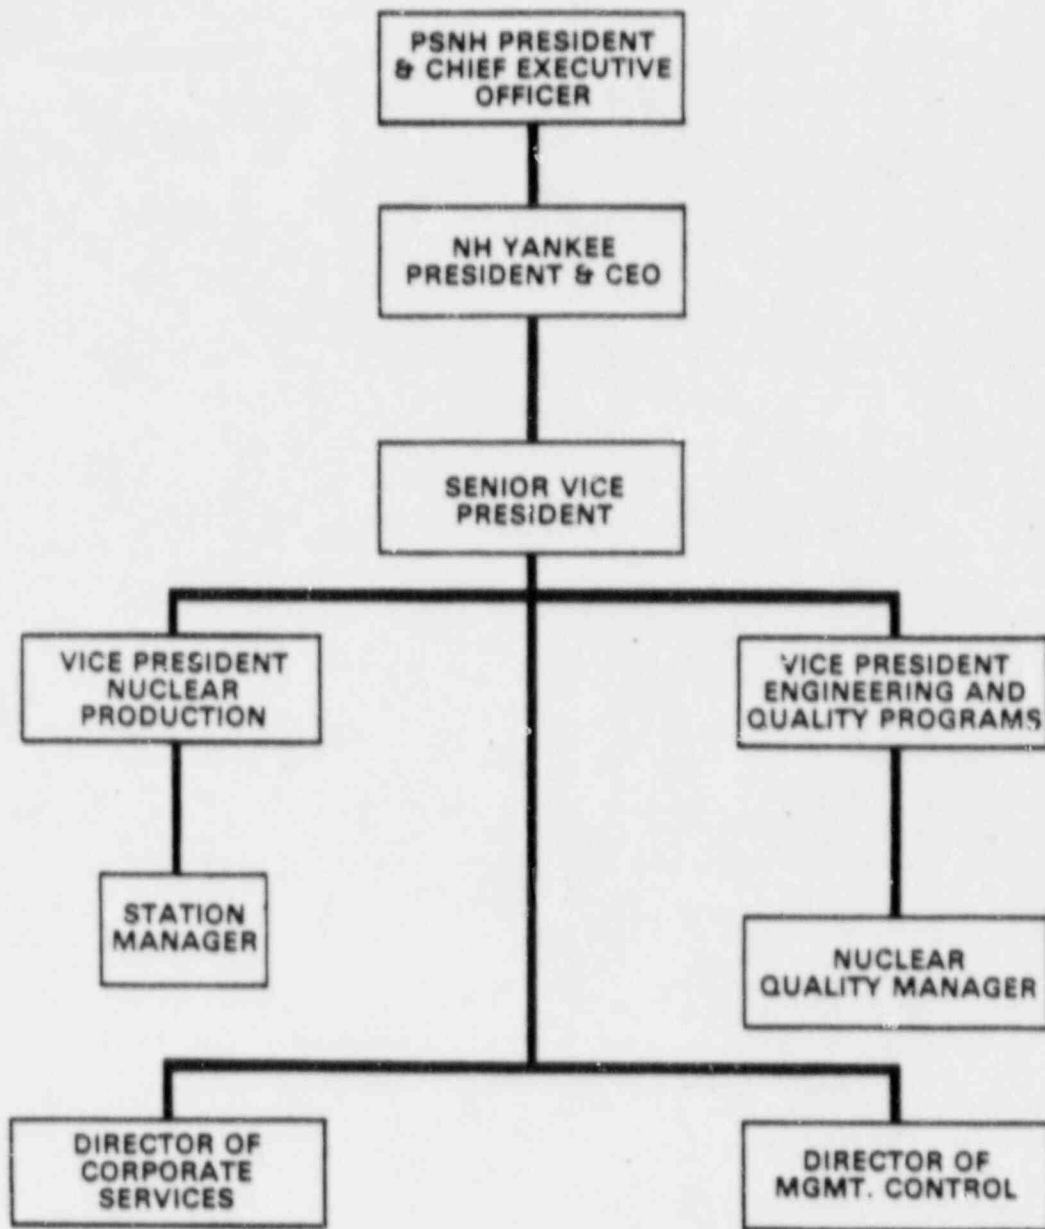 PSNH PRESIDENT
& CHIEF EXECUTIVE
OFFICER
NH YANKEE
PRESIDENT & CEO
SENIOR VICE
PRESIDENT
VICE PRESIDENT
NUCLEAR
PRODUCTION
VICE PRESIDENT
ENGINEERING AND
QUALITY PROGRAMS
STATION
MANAGER
NUCLEAR
QUALITY MANAGER
DIRECTOR OF
CORPORATE
SERVICES
DIRECTOR OF
MGMT. CONTROL